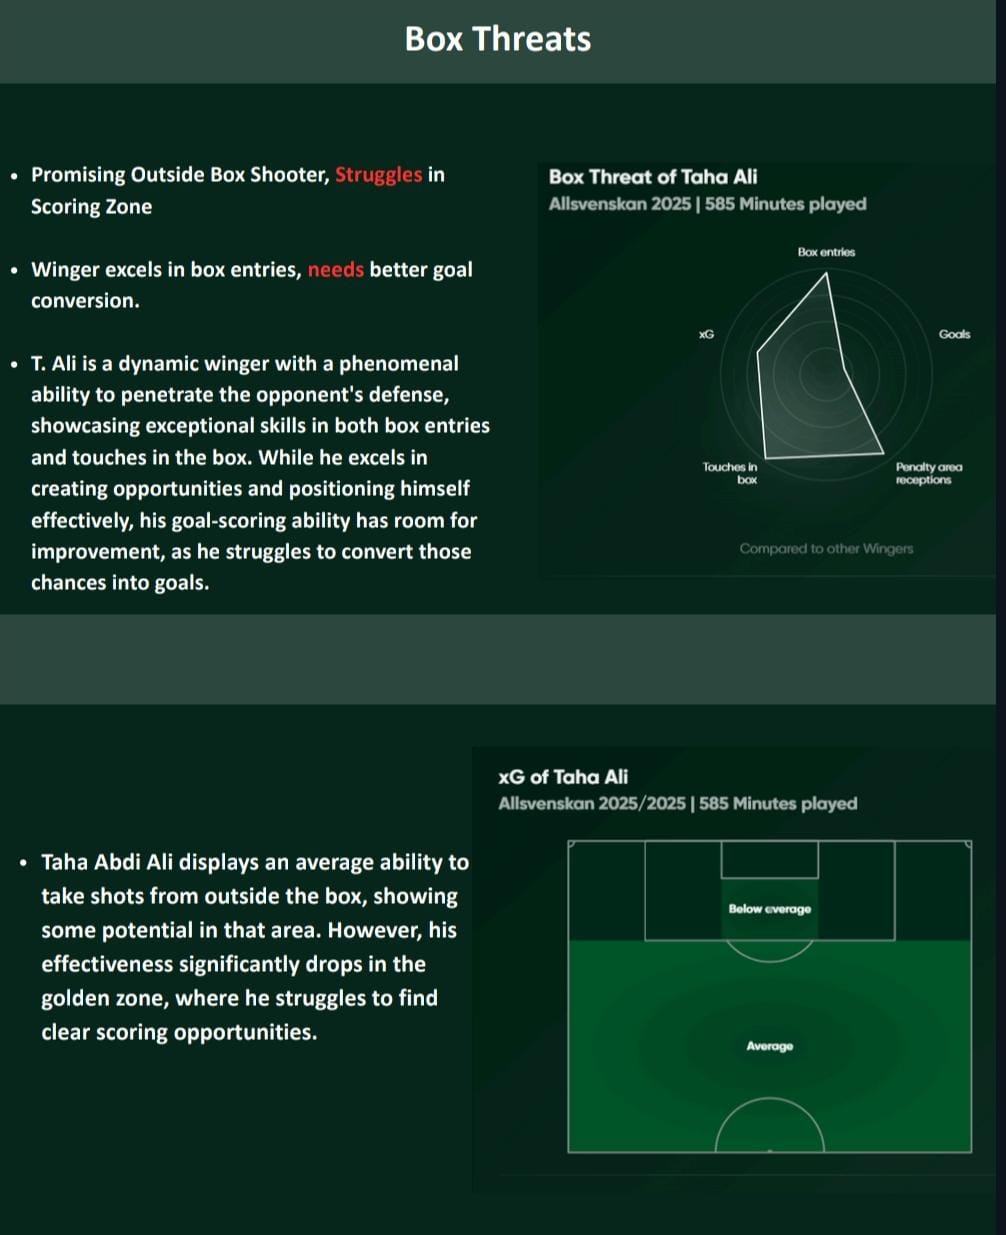 Box Threats
• Promising Outside Box Shooter, Struggles in
Scoring Zone
• Winger excels in box entries, needs better goal
conversion.
• T. Ali is a dynamic winger with a phenomenal
ability to penetrate the opponent's defense,
showcasing exceptional skills in both box entries
and touches in the box. While he excels in
creating opportunities and positioning himself
effectively, his goal-scoring ability has room for
improvement, as he struggles to convert those
chances into goals.
Box Threat of Taha Ali
Allsvenskan 2025 | 585 Minutes played
Box entries
xG
Goals
Touches in
box
Penalty area
receptions
Compared to other Wingers
• Taha Abdi Ali displays an average ability to
take shots from outside the box, showing
some potential in that area. However, his
effectiveness significantly drops in the
golden zone, where he struggles to find
clear scoring opportunities.
xG of Taha Ali
Allsvenskan 2025/2025 | 585 Minutes played
Below average
Average